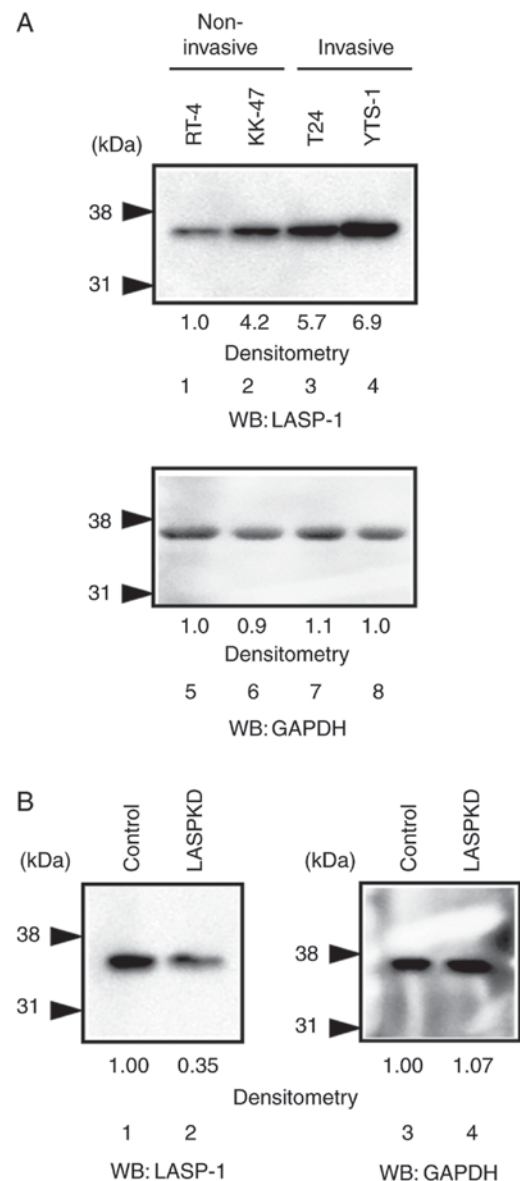 A
Non-
invasive
Invasive
RT-4 KK-47 T24 YTS-1
(kDa)
38
31
1.0 4.2 5.7 6.9
Densitometry
1 2 3 4
WB: LASP-1
38
31
1.0 0.9 1.1 1.0
Densitometry
5 6 7 8
WB: GAPDH
B
Control LASPKD
(kDa)
38
31
1.00 0.35
1 2
WB: LASP-1
Control LASPKD
(kDa)
38
31
1.00 1.07
Densitometry
3 4
WB: GAPDH